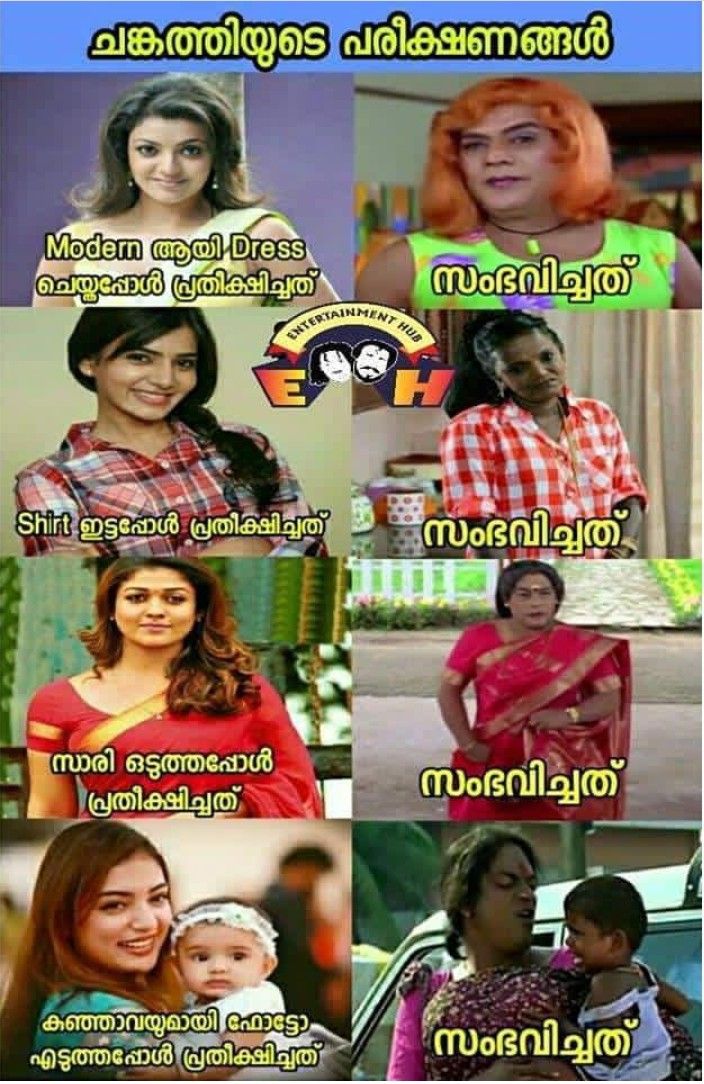 ചങ്കത്തിയുടെ പരീക്ഷണങ്ങൾ
Modern ആയി Dress
ചെയ്തപ്പോൾ പ്രതീക്ഷിച്ചത്
സംഭവിച്ചത്
ENTERTAINMENT HUB
E H
Shirt ഇട്ടപ്പോൾ പ്രതീക്ഷിച്ചത്
സംഭവിച്ചത്
സാരി ഒടുത്തപ്പോൾ
പ്രതീക്ഷിച്ചത്
സംഭവിച്ചത്
കുഞ്ഞാവയുമായി ഫോട്ടോ
എടുത്തപ്പോൾ പ്രതീക്ഷിച്ചത്
സംഭവിച്ചത്